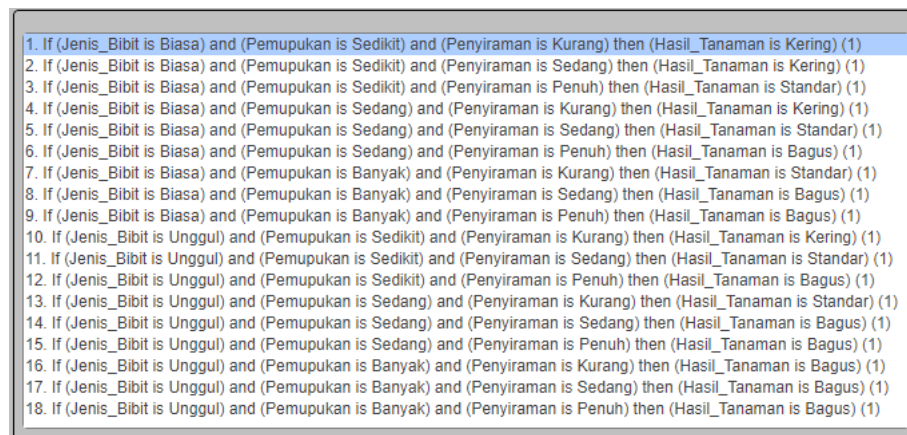 1. If (Jenis_Bibit is Biasa) and (Pemupukan is Sedikit) and (Penyiraman is Kurang) then (Hasil_Tanaman is Kering) (1)
2. If (Jenis_Bibit is Biasa) and (Pemupukan is Sedikit) and (Penyiraman is Sedang) then (Hasil_Tanaman is Kering) (1)
3. If (Jenis_Bibit is Biasa) and (Pemupukan is Sedikit) and (Penyiraman is Penuh) then (Hasil_Tanaman is Standar) (1)
4. If (Jenis_Bibit is Biasa) and (Pemupukan is Sedang) and (Penyiraman is Kurang) then (Hasil_Tanaman is Kering) (1)
5. If (Jenis_Bibit is Biasa) and (Pemupukan is Sedang) and (Penyiraman is Sedang) then (Hasil_Tanaman is Standar) (1)
6. If (Jenis_Bibit is Biasa) and (Pemupukan is Sedang) and (Penyiraman is Penuh) then (Hasil_Tanaman is Bagus) (1)
7. If (Jenis_Bibit is Biasa) and (Pemupukan is Banyak) and (Penyiraman is Kurang) then (Hasil_Tanaman is Standar) (1)
8. If (Jenis_Bibit is Biasa) and (Pemupukan is Banyak) and (Penyiraman is Sedang) then (Hasil_Tanaman is Bagus) (1)
9. If (Jenis_Bibit is Biasa) and (Pemupukan is Banyak) and (Penyiraman is Penuh) then (Hasil_Tanaman is Bagus) (1)
10. If (Jenis_Bibit is Unggul) and (Pemupukan is Sedikit) and (Penyiraman is Kurang) then (Hasil_Tanaman is Kering) (1)
11. If (Jenis_Bibit is Unggul) and (Pemupukan is Sedikit) and (Penyiraman is Sedang) then (Hasil_Tanaman is Standar) (1)
12. If (Jenis_Bibit is Unggul) and (Pemupukan is Sedikit) and (Penyiraman is Penuh) then (Hasil_Tanaman is Bagus) (1)
13. If (Jenis_Bibit is Unggul) and (Pemupukan is Sedang) and (Penyiraman is Kurang) then (Hasil_Tanaman is Standar) (1)
14. If (Jenis_Bibit is Unggul) and (Pemupukan is Sedang) and (Penyiraman is Sedang) then (Hasil_Tanaman is Bagus) (1)
15. If (Jenis_Bibit is Unggul) and (Pemupukan is Sedang) and (Penyiraman is Penuh) then (Hasil_Tanaman is Bagus) (1)
16. If (Jenis_Bibit is Unggul) and (Pemupukan is Banyak) and (Penyiraman is Kurang) then (Hasil_Tanaman is Bagus) (1)
17. If (Jenis_Bibit is Unggul) and (Pemupukan is Banyak) and (Penyiraman is Sedang) then (Hasil_Tanaman is Bagus) (1)
18. If (Jenis_Bibit is Unggul) and (Pemupukan is Banyak) and (Penyiraman is Penuh) then (Hasil_Tanaman is Bagus) (1)